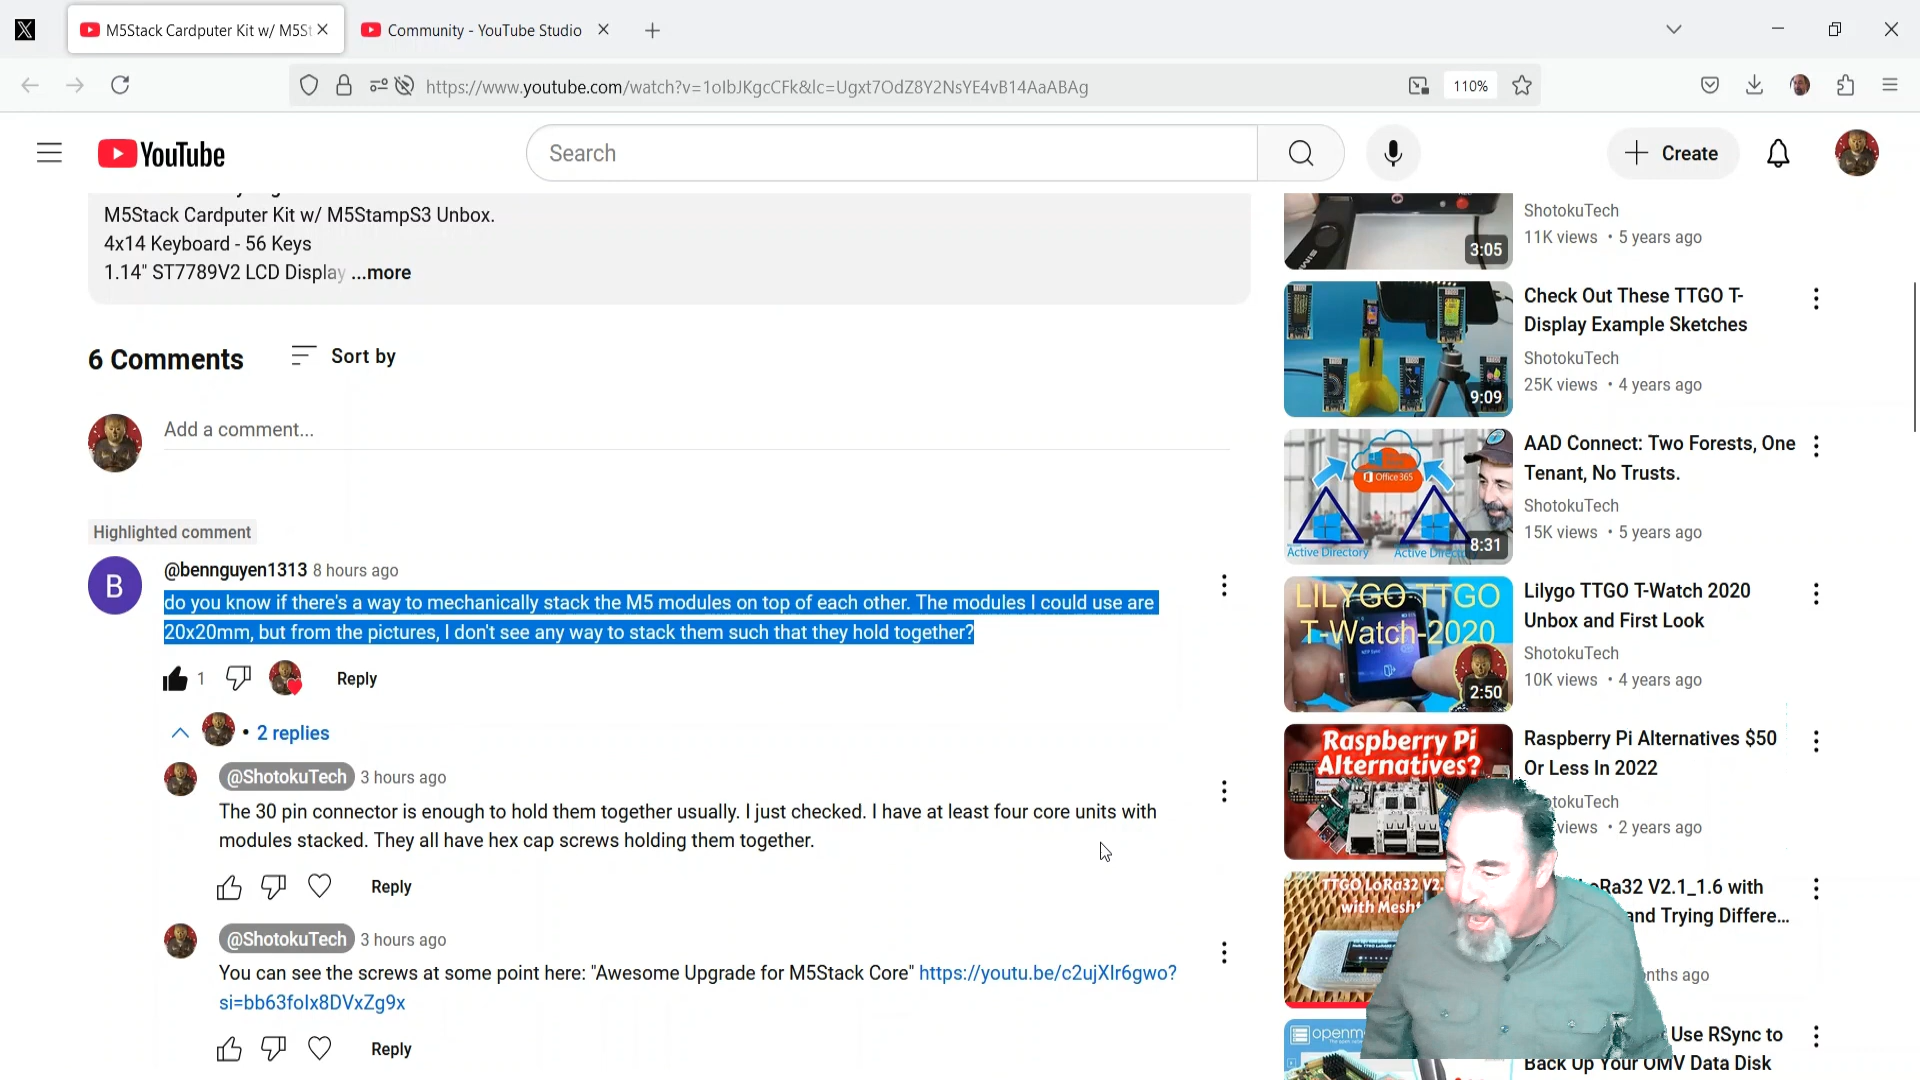 M5Stack Cardputer Kit w/ M5St
Community - YouTube Studio
https://www.youtube.com/watch?v=1oIbJKgcCFk&lc=Ugxt7OdZ8Y2NsYE4vB14AaABAg
110%
YouTube
Search
Create
M5Stack Cardputer Kit w/ M5StampS3 Unbox.
4x14 Keyboard - 56 Keys
1.14" ST7789V2 LCD Display ...more
6 Comments
Sort by
Add a comment...
Highlighted comment
B
@bennguyen1313 8 hours ago
do you know if there's a way to mechanically stack the M5 modules on top of each other. The modules I could use are
20x20mm, but from the pictures, I don't see any way to stack them such that they hold together?
1
Reply
• 2 replies
@ShotokuTech 3 hours ago
The 30 pin connector is enough to hold them together usually. I just checked. I have at least four core units with
modules stacked. They all have hex cap screws holding them together.
Reply
@ShotokuTech 3 hours ago
You can see the screws at some point here: "Awesome Upgrade for M5Stack Core" https://youtu.be/c2ujXIr6gwo?
si=bb63foIx8DVxZg9x
Reply
3:05
ShotokuTech
11K views • 5 years ago
9:09
Check Out These TTGO T-
Display Example Sketches
ShotokuTech
25K views • 4 years ago
Office 365
Active Directory
Active Direct
8:31
AAD Connect: Two Forests, One
Tenant, No Trusts.
ShotokuTech
15K views • 5 years ago
LILYGO TTGO
T-Watch-2020
2:50
Lilygo TTGO T-Watch 2020
Unbox and First Look
ShotokuTech
10K views • 4 years ago
Raspberry Pi
Alternatives?
Raspberry Pi Alternatives $50
Or Less In 2022
otokuTech
views • 2 years ago
TTGO LoRa32 V2.
with Mesht
oRa32 V2.1_1.6 with
and Trying Differe...
nths ago
openm
Use RSync to
Back Up Your OMV Data Disk